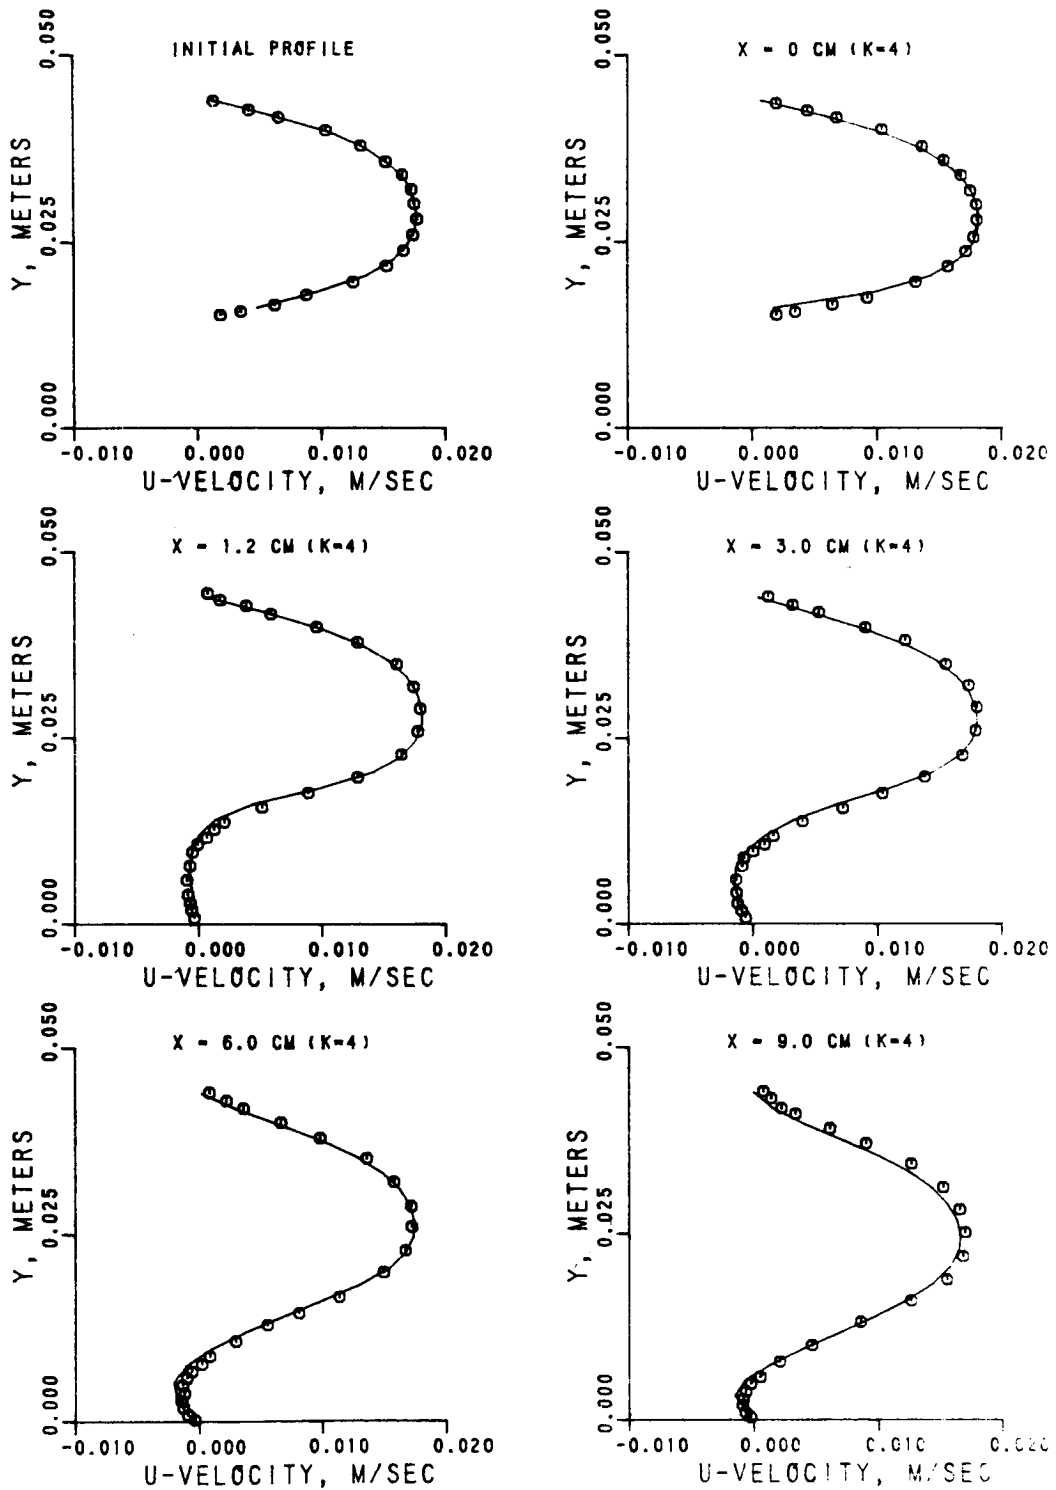 INITIAL PROFILE
0.050
0.025
0.000
Y, METERS
-0.010 0.000 0.010 0.020
U-VELOCITY, M/SEC
X = 0 CM (K=4)
0.050
0.025
0.000
Y, METERS
-0.010 0.000 0.010 0.020
U-VELOCITY, M/SEC
X = 1.2 CM (K=4)
0.050
0.025
0.000
Y, METERS
-0.010 0.000 0.010 0.020
U-VELOCITY, M/SEC
X = 3.0 CM (K=4)
0.050
0.025
0.000
Y, METERS
-0.010 0.000 0.010 0.020
U-VELOCITY, M/SEC
X = 6.0 CM (K=4)
0.050
0.025
0.000
Y, METERS
-0.010 0.000 0.010 0.020
U-VELOCITY, M/SEC
X = 9.0 CM (K=4)
0.050
0.025
0.000
Y, METERS
-0.010 0.000 0.010 0.020
U-VELOCITY, M/SEC